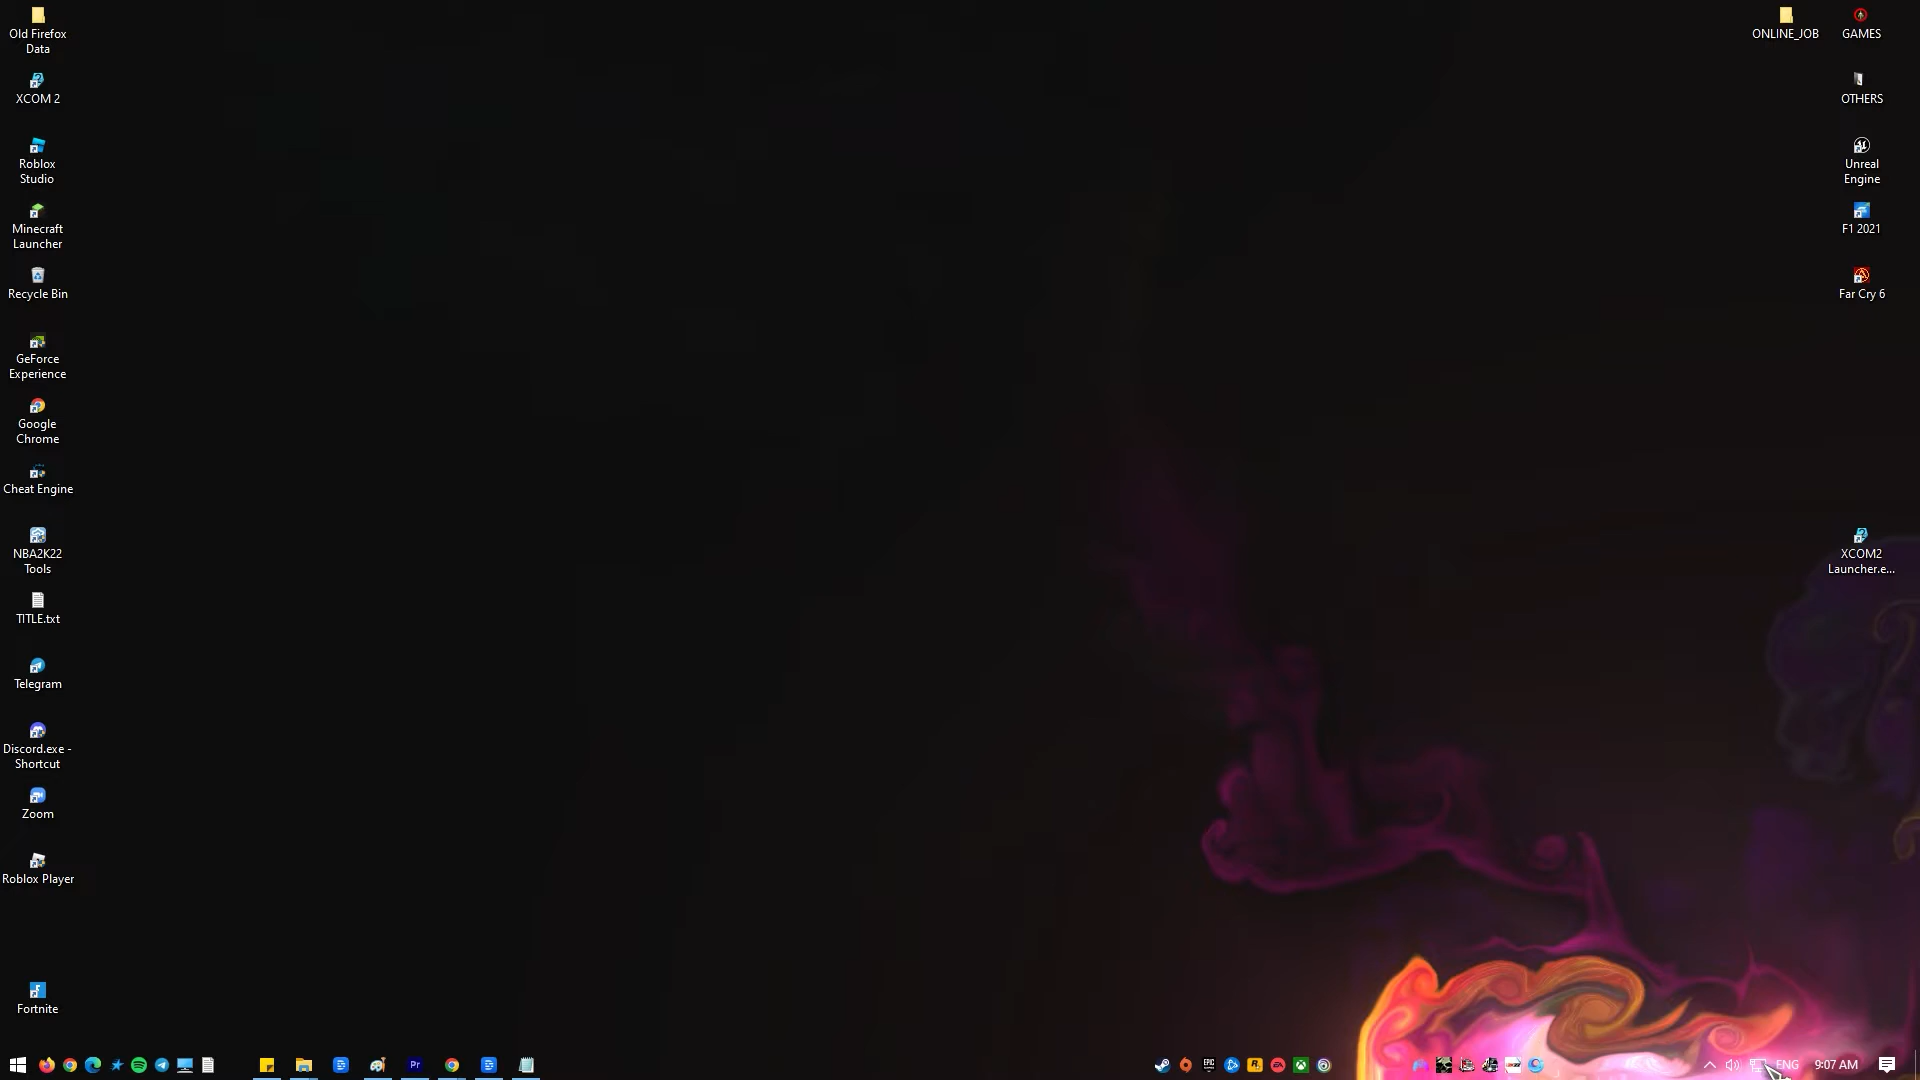 Old Firefox
Data
XCOM 2
Roblox
Studio
Minecraft
Launcher
Recycle Bin
GeForce
Experience
Google
Chrome
Cheat Engine
NBA2K22
Tools
TITLE.txt
Telegram
Discord.exe -
Shortcut
Zoom
Roblox Player
Fortnite
ONLINE_JOB
GAMES
OTHERS
Unreal
Engine
F1 2021
Far Cry 6
XCOM2
Launcher.e...
Pr
EPIC
ENG
9:07 AM